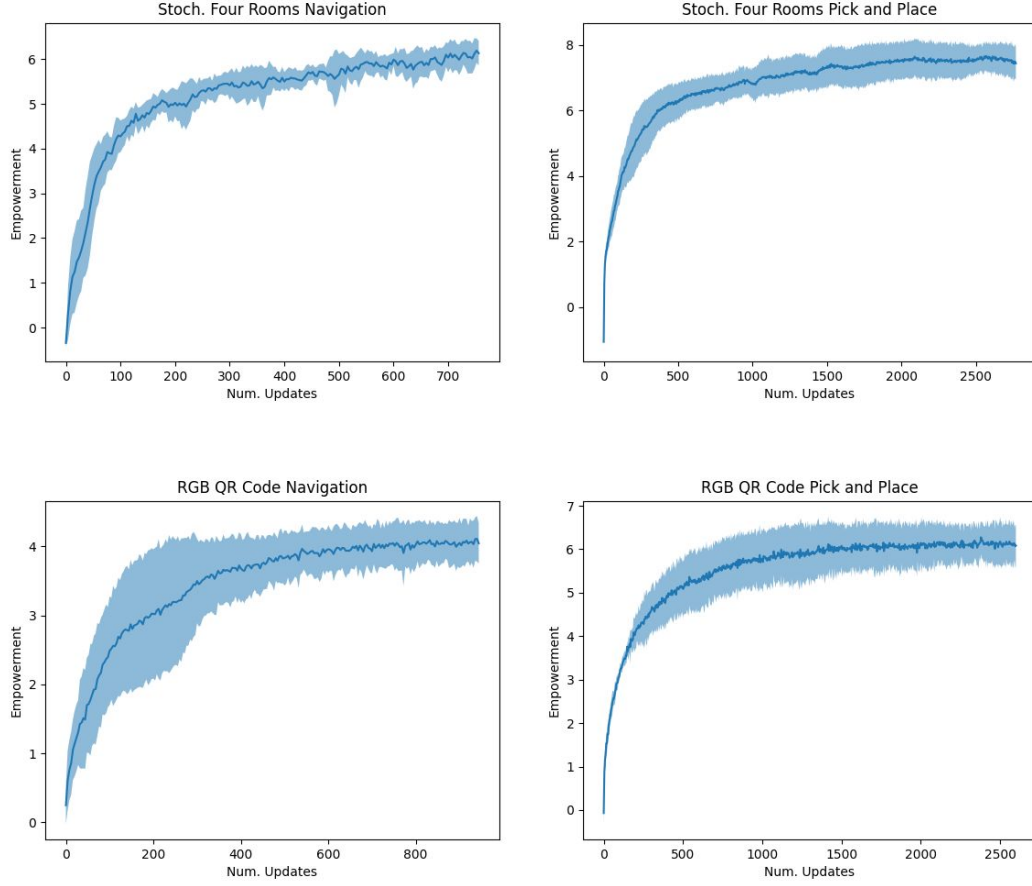 Stoch. Four Rooms Navigation
Empowerment
6
5
4
3
2
1
0
0 100 200 300 400 500 600 700
Num. Updates
Stoch. Four Rooms Pick and Place
Empowerment
8
6
4
2
0
0 500 1000 1500 2000 2500
Num. Updates
RGB QR Code Navigation
Empowerment
4
3
2
1
0
0 200 400 600 800
Num. Updates
RGB QR Code Pick and Place
Empowerment
7
6
5
4
3
2
1
0
0 500 1000 1500 2000 2500
Num. Updates